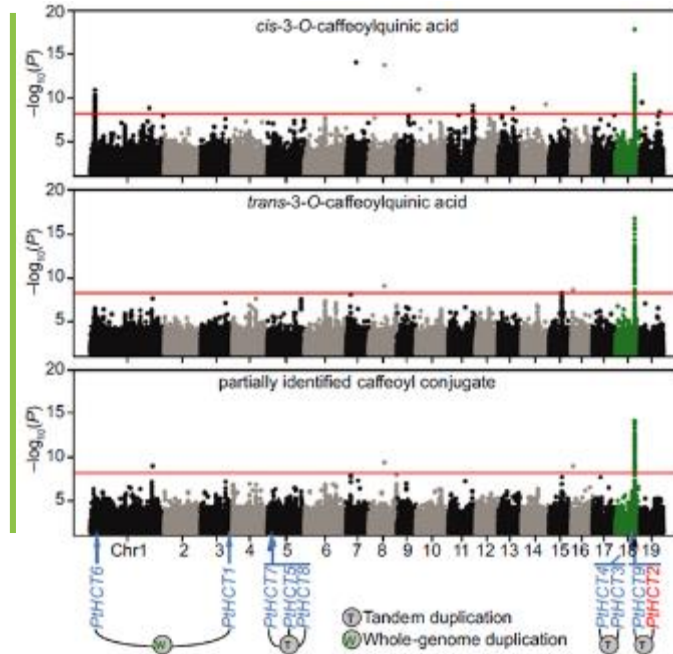 cis-3-O-caffeoylquinic acid
20
15
10
5
–log10(P)
trans-3-O-caffeoylquinic acid
20
15
10
5
–log10(P)
partially identified caffeoyl conjugate
20
15
10
5
–log10(P)
Chr1 2 3 4 5 6 7 8 9 10 11 12 13 14 15 16 17 18 19
PtHCT6
PtHCT1
PtHCT7
PtHCT5
PtHCT8
PtHCT4
PtHCT3
PtHCT9
PtHCT2
W
T
T
T
T Tandem duplication
W Whole-genome duplication